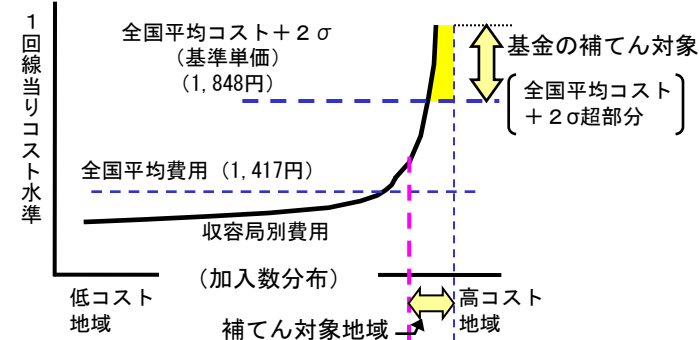 1回線当りコスト水準
全国平均コスト+2σ
(基準単価)
(1,848円)
基金の補てん対象
全国平均コスト
+2σ超部分
全国平均費用(1,417円)
収容局別費用
(加入数分布)
低コスト
地域
高コスト
地域
補てん対象地域